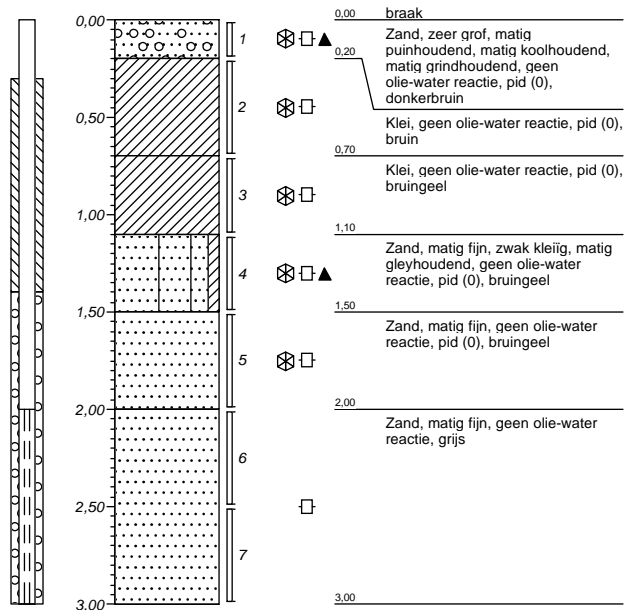 0,00
0,50
1,00
1,50
2,00
2,50
3,00
1
2
3
4
5
6
7
0,00
braak
Zand, zeer grof, matig
puinhoudend, matig koolhoudend,
matig grindhoudend, geen
olie-water reactie, pid (0),
donkerbruin
0,20
Klei, geen olie-water reactie, pid (0),
bruin
0,70
Klei, geen olie-water reactie, pid (0),
bruingeel
1,10
Zand, matig fijn, zwak kleiïg, matig
gleyhoudend, geen olie-water
reactie, pid (0), bruingeel
1,50
Zand, matig fijn, geen olie-water
reactie, pid (0), bruingeel
2,00
Zand, matig fijn, geen olie-water
reactie, grijs
3,00